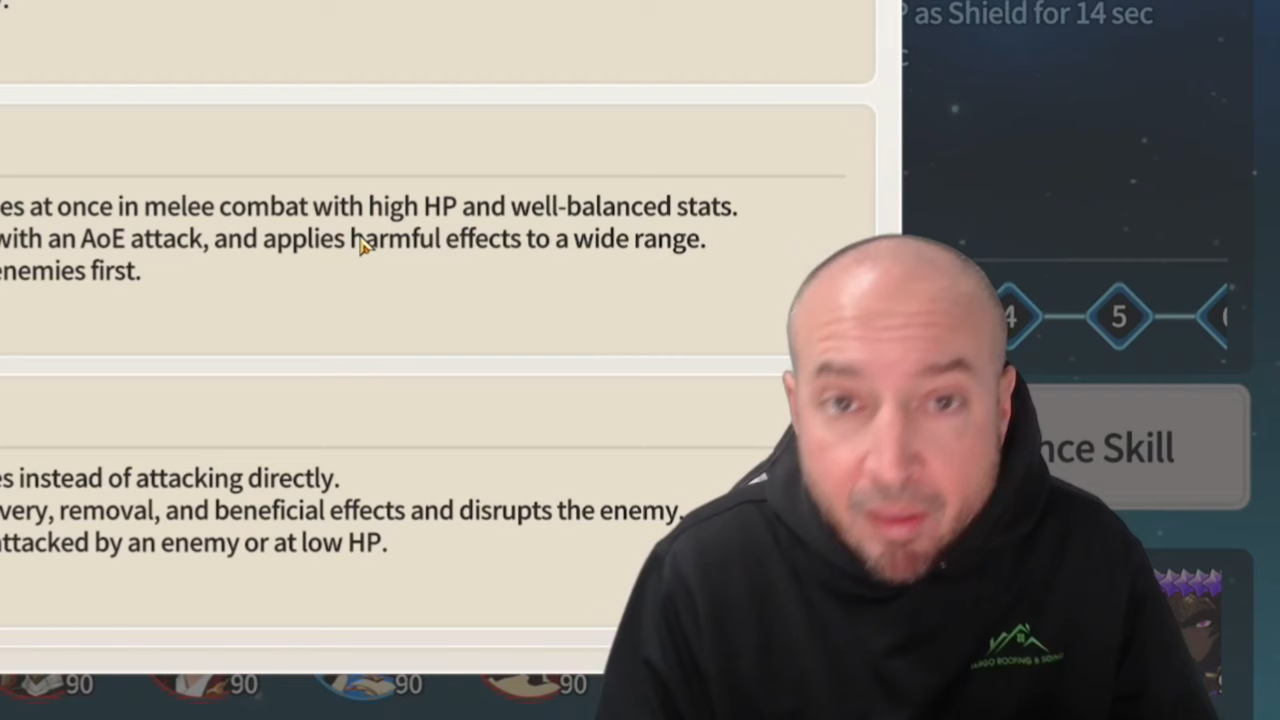 as Shield for 14 sec
es at once in melee combat with high HP and well-balanced stats.
with an AoE attack, and applies harmful effects to a wide range.
enemies first.
4
5
s instead of attacking directly.
very, removal, and beneficial effects and disrupts the enemy.
attacked by an enemy or at low HP.
nce Skill
ROOFING & SIDING
90
90
90
90